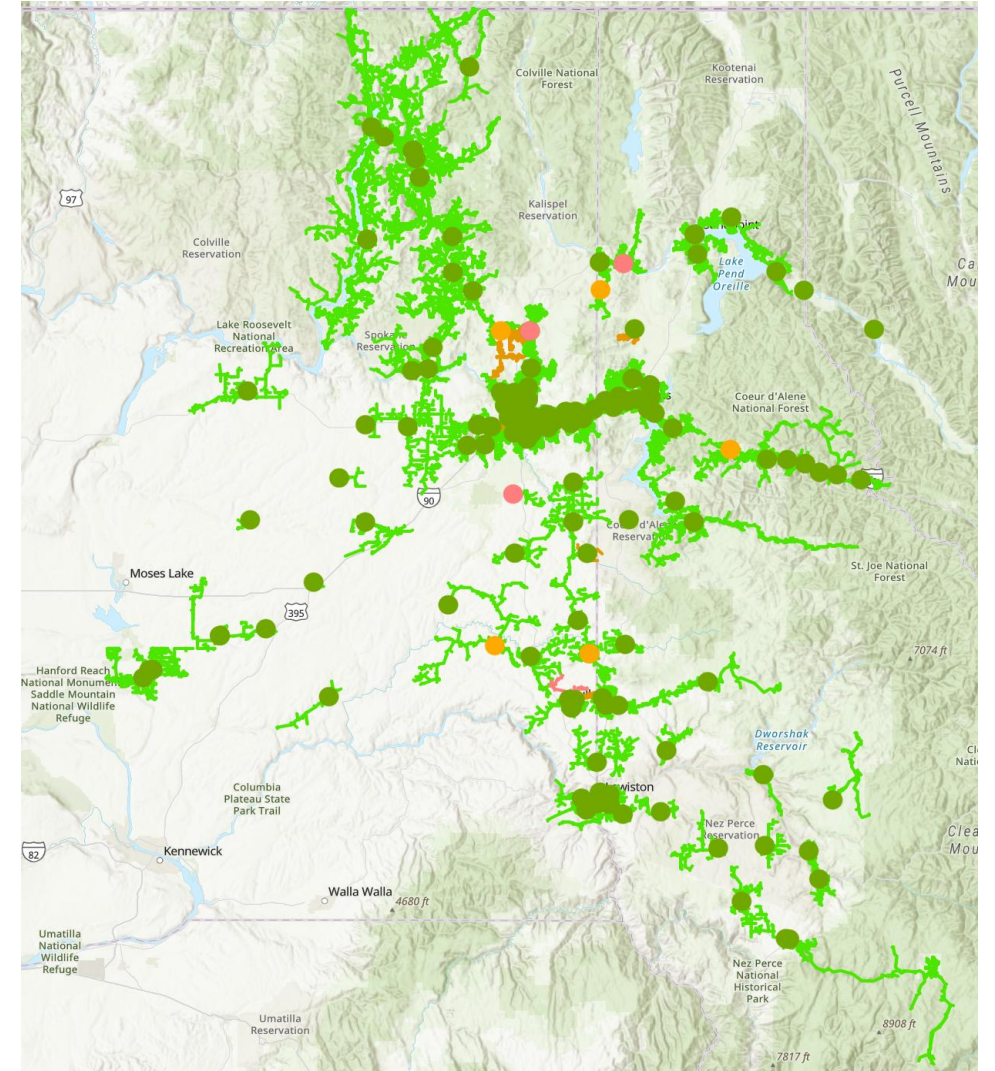 Colville National
Forest
Kootenai
Reservation
Purcell Mountains
97
Kalispel
Reservation
Colville
Reservation
Lake
Pend
Oreille
Lake Roosevelt
National
Recreation Area
Coeur d'Alene
National Forest
90
Moses Lake
St. Joe National
Forest
395
7074 ft
Hanford Reach
National Monument
Saddle Mountain
National Wildlife
Refuge
Dworshak
Reservoir
Columbia
Plateau State
Park Trail
Nez Perce
Reservation
82
Kennewick
Walla Walla
4680 ft
Umatilla
National
Wildlife
Refuge
Nez Perce
National
Historical
Park
Umatilla
Reservation
8908 ft
7817 ft